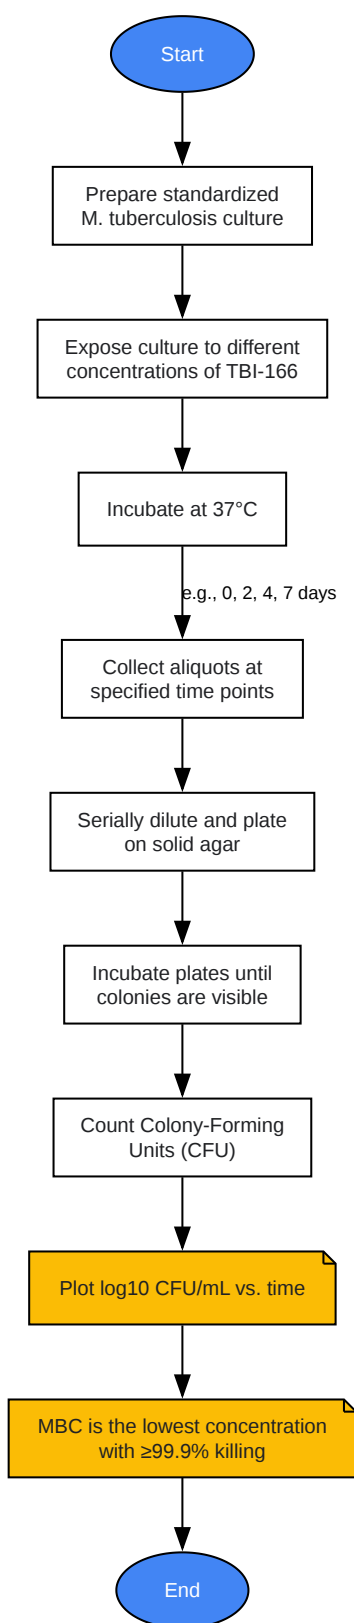 Start
Prepare standardized
M. tuberculosis culture
Expose culture to different
concentrations of TBI-166
Incubate at 37°C
e.g., 0, 2, 4, 7 days
Collect aliquots at
specified time points
Serially dilute and plate
on solid agar
Incubate plates until
colonies are visible
Count Colony-Forming
Units (CFU)
Plot log10 CFU/mL vs. time
MBC is the lowest concentration
with ≥99.9% killing
End